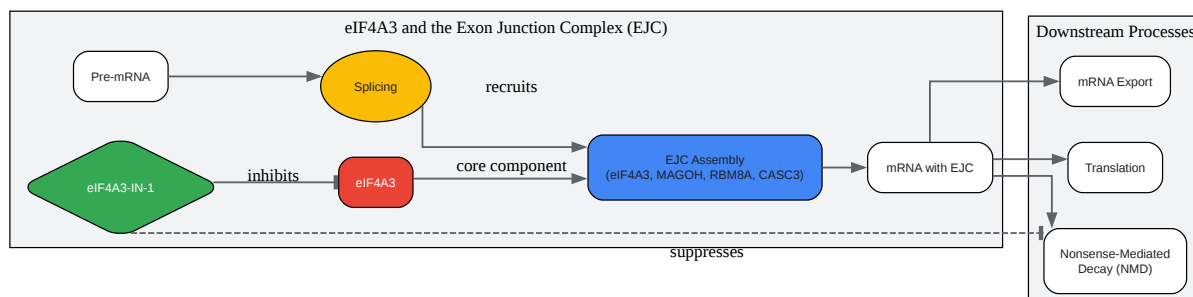 eIF4A3 and the Exon Junction Complex (EJC)
Downstream Processes
Pre-mRNA
Splicing
recruits
mRNA Export
eIF4A3-IN-1
inhibits
eIF4A3
core component
EJC Assembly
(eIF4A3, MAGOH, RBM8A, CASC3)
mRNA with EJC
Translation
suppresses
Nonsense-Mediated
Decay (NMD)